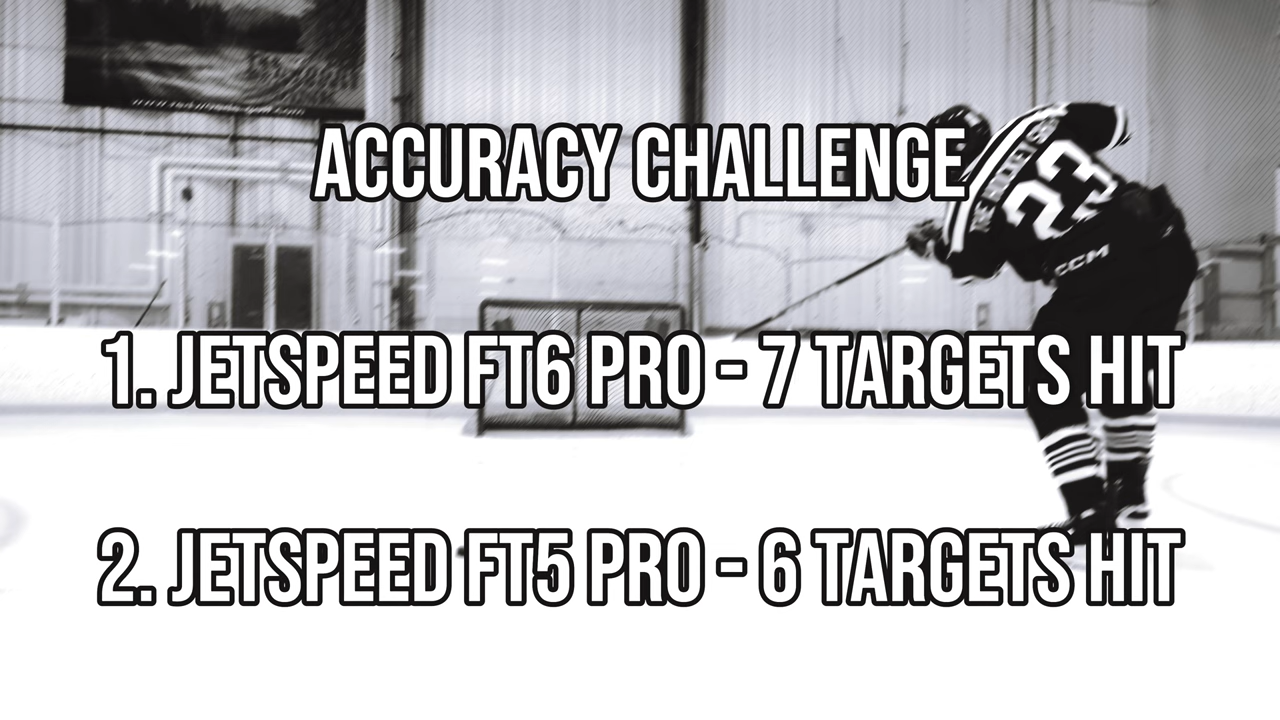 ACCURACY CHALLENGE
1. JETSPEED FT6 PRO - 7 TARGETS HIT
2. JETSPEED FT5 PRO - 6 TARGETS HIT
23
CCM